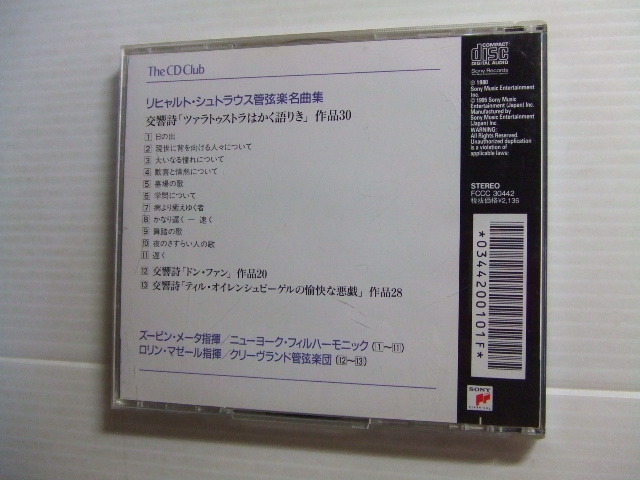 The CD Club
リヒャルト・シュトラウス管弦楽名曲集
交響詩「ツァラトゥストラはかく語りき」 作品30
1 日の出
2 現世に背を向ける人々について
3 大いなる憧れについて
4 歓喜と情熱について
5 墓場の歌
6 学問について
7 病より癒えゆく者
8 かなり遅く ― 速く
9 舞踏の歌
10 夜のさすらい人の歌
11 遅く
12 交響詩「ドン・ファン」 作品20
13 交響詩「ティル・オイレンシュピーゲルの愉快な悪戯」 作品28
ズービン・メータ指揮/ニューヨーク・フィルハーモニック (1〜11)
ロリン・マゼール指揮/クリーヴランド管弦楽団 (12〜13)
COMPACT
disc
DIGITAL AUDIO
Sony Records
℗ 1980
Sony Music Entertainment
Inc.
© 1995 Sony Music
Entertainment (Japan) Inc.
Manufactured by
Sony Music Entertainment
(Japan) Inc.
WARNING:
All Rights Reserved.
Unauthorized duplication
is a violation of
applicable laws.
STEREO
FCCC 30442
税抜価格¥2,136
*0344200101F*
SONY